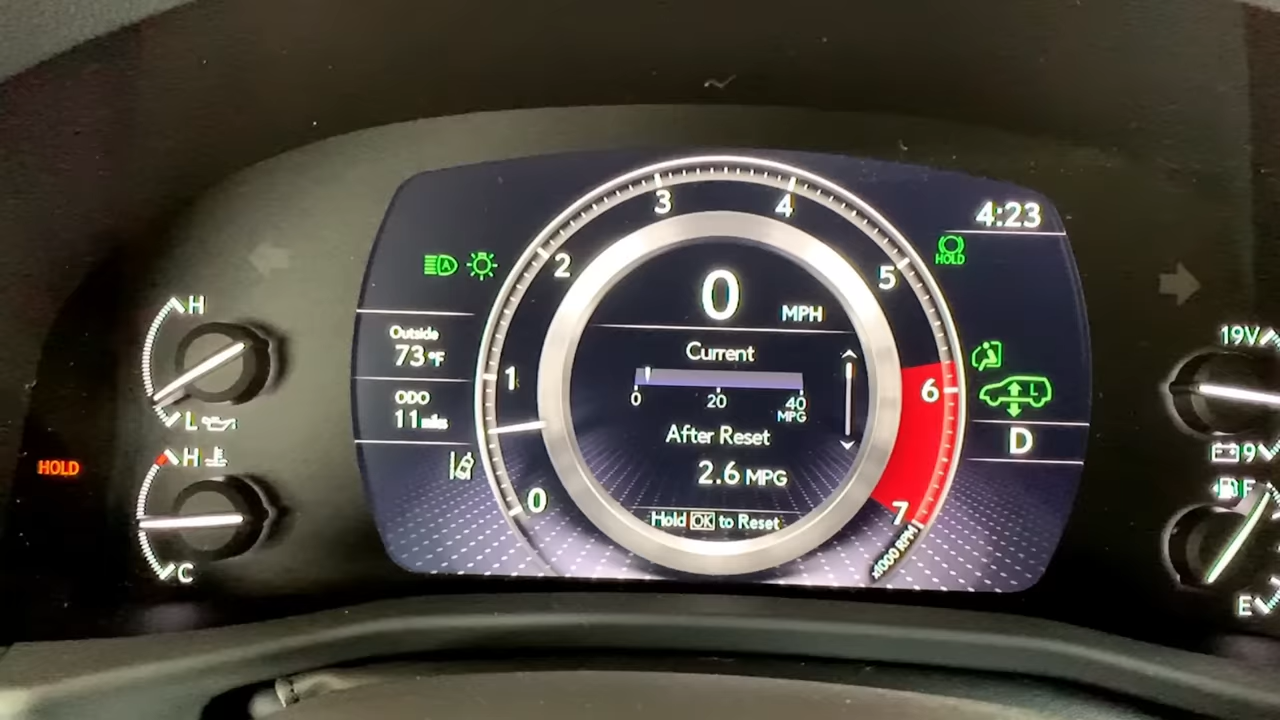 H
L
HOLD
H
C
A
Outside
73°F
ODO
11 miles
0
1
2
3
4
5
6
7
x1000 RPM
0 MPH
Current
0 20 40
MPG
After Reset
2.6 MPG
Hold OK to Reset
4:23
HOLD
L
D
19V
9
F
E